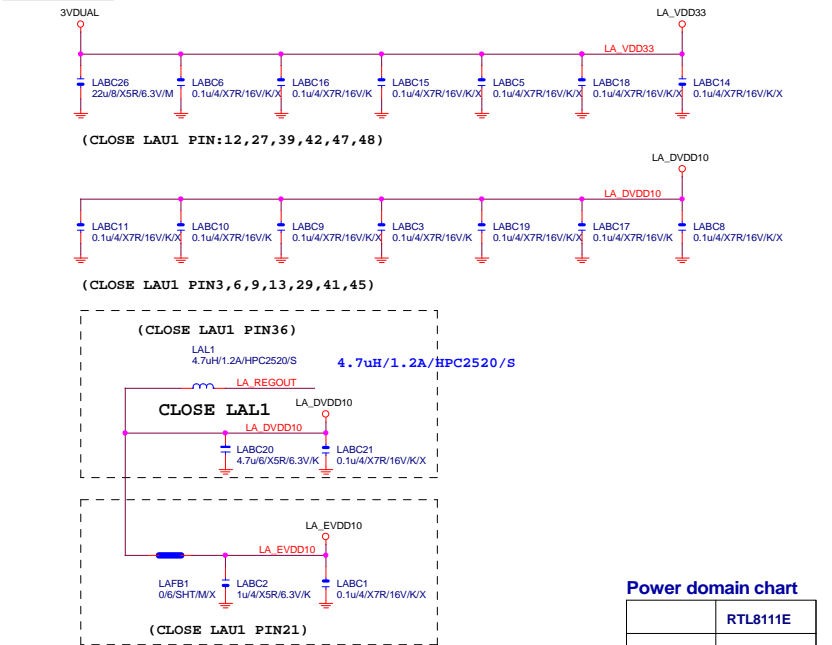 3VDUAL
LA_VDD33
LA_VDD33
LABC26
22u/8/X5R/6.3V/M
LABC6
0.1u/4/X7R/16V/K/X
LABC16
0.1u/4/X7R/16V/K
LABC15
0.1u/4/X7R/16V/K/X
LABC5
0.1u/4/X7R/16V/K/X
LABC18
0.1u/4/X7R/16V/K/X
LABC14
0.1u/4/X7R/16V/K/X
(CLOSE LAU1 PIN:12,27,39,42,47,48)
LA_DVDD10
LA_DVDD10
LABC11
0.1u/4/X7R/16V/K/X
LABC10
0.1u/4/X7R/16V/K
LABC9
0.1u/4/X7R/16V/K/X
LABC3
0.1u/4/X7R/16V/K
LABC19
0.1u/4/X7R/16V/K/X
LABC17
0.1u/4/X7R/16V/K
LABC8
0.1u/4/X7R/16V/K/X
(CLOSE LAU1 PIN3,6,9,13,29,41,45)
(CLOSE LAU1 PIN36)
LAL1
4.7uH/1.2A/HPC2520/S
4.7uH/1.2A/HPC2520/S
LA_REGOUT
CLOSE LAL1
LA_DVDD10
LA_DVDD10
LABC20
4.7u/6/X5R/6.3V/K
LABC21
0.1u/4/X7R/16V/K/X
LA_EVDD10
LA_EVDD10
LAFB1
0/6/SHT/M/X
LABC2
1u/4/X5R/6.3V/K
LABC1
0.1u/4/X7R/16V/K/X
(CLOSE LAU1 PIN21)
Power domain chart
RTL8111E